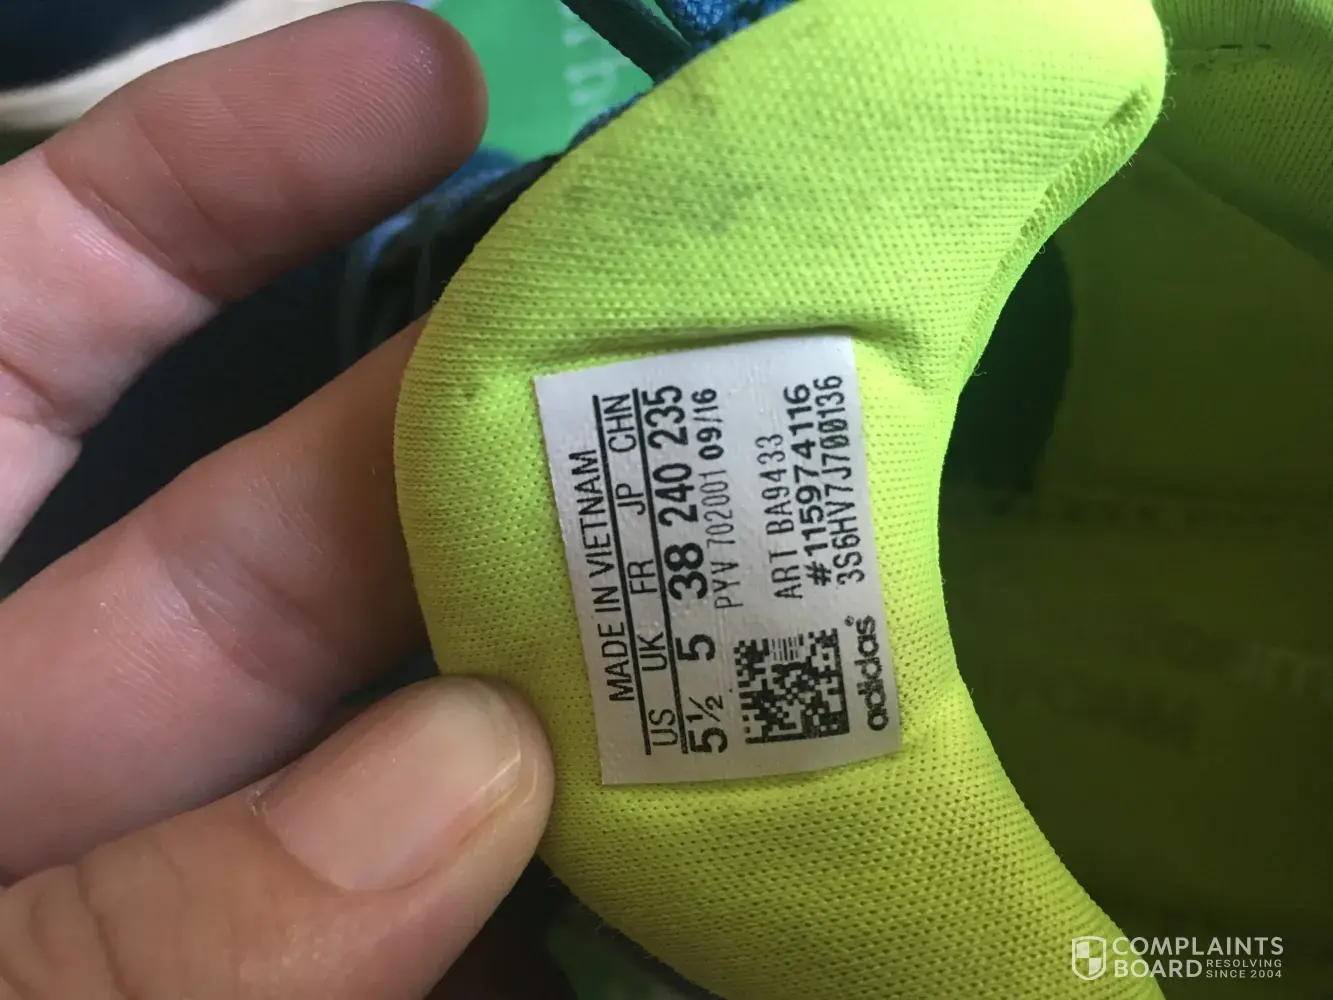 MADE IN VIETNAM
US UK FR JP CHN
5½ 5 38 240 235
PYV 702001 09/16
ART BA9433
#115974116
3S6HV7J700136
adidas®
COMPLAINTS
BOARD RESOLVING
SINCE 2004